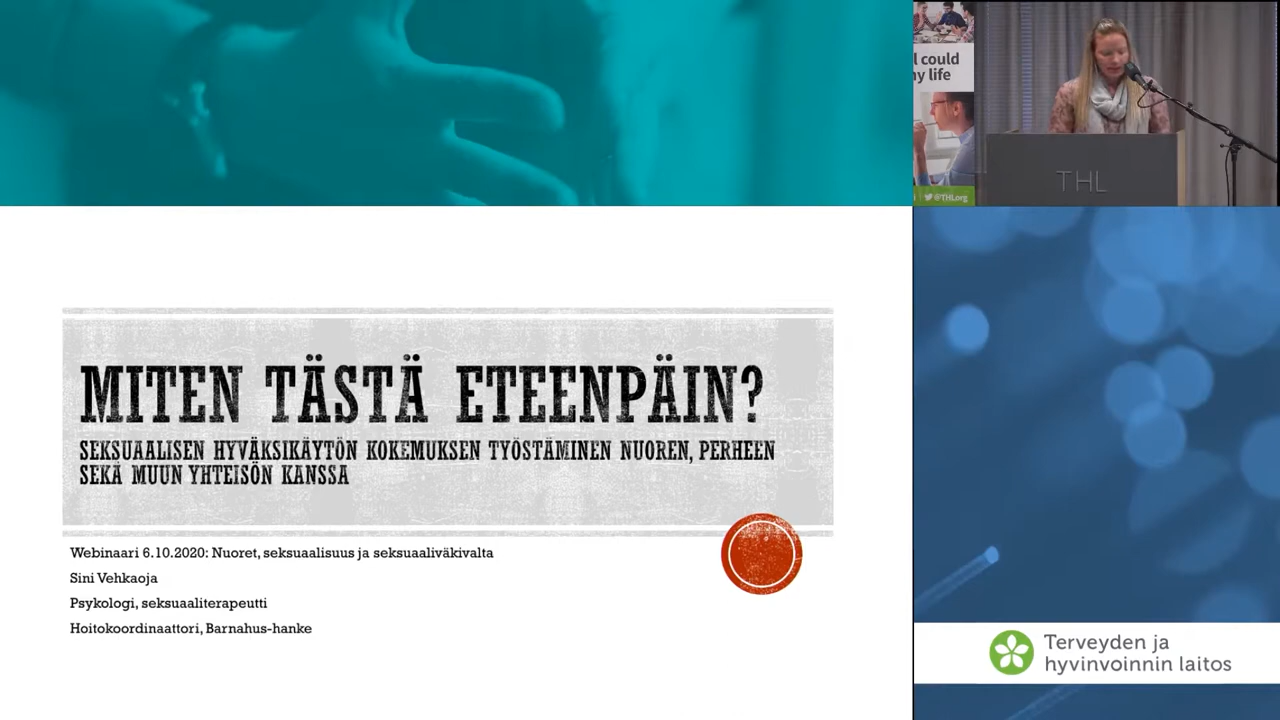 MITEN TÄSTÄ ETEENPÄIN?
SEKSUAALISEN HYVÄKSIKÄYTÖN KOKEMUKSEN TYÖSTÄMINEN NUOREN, PERHEEN
SEKÄ MUUN YHTEISÖN KANSSA
Webinaari 6.10.2020: Nuoret, seksuaalisuus ja seksuaaliväkivalta
Sini Vehkaoja
Psykologi, seksuaaliterapeutti
Hoitokoordinaattori, Barnahus-hanke
could
life
THL
@THLorg
Terveyden ja
hyvinvoinnin laitos